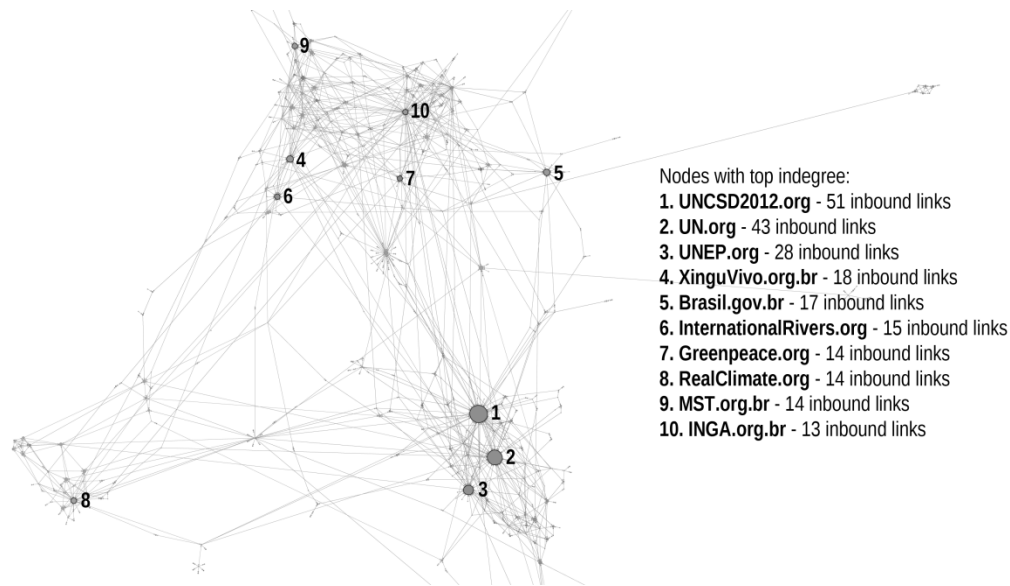 9
10
4
7
5
6
Nodes with top indegree:
1. UNCSD2012.org - 51 inbound links
2. UN.org - 43 inbound links
3. UNEP.org - 28 inbound links
4. XinguVivo.org.br - 18 inbound links
5. Brasil.gov.br - 17 inbound links
6. InternationalRivers.org - 15 inbound links
7. Greenpeace.org - 14 inbound links
8. RealClimate.org - 14 inbound links
9. MST.org.br - 14 inbound links
10. INGA.org.br - 13 inbound links
1
2
3
8